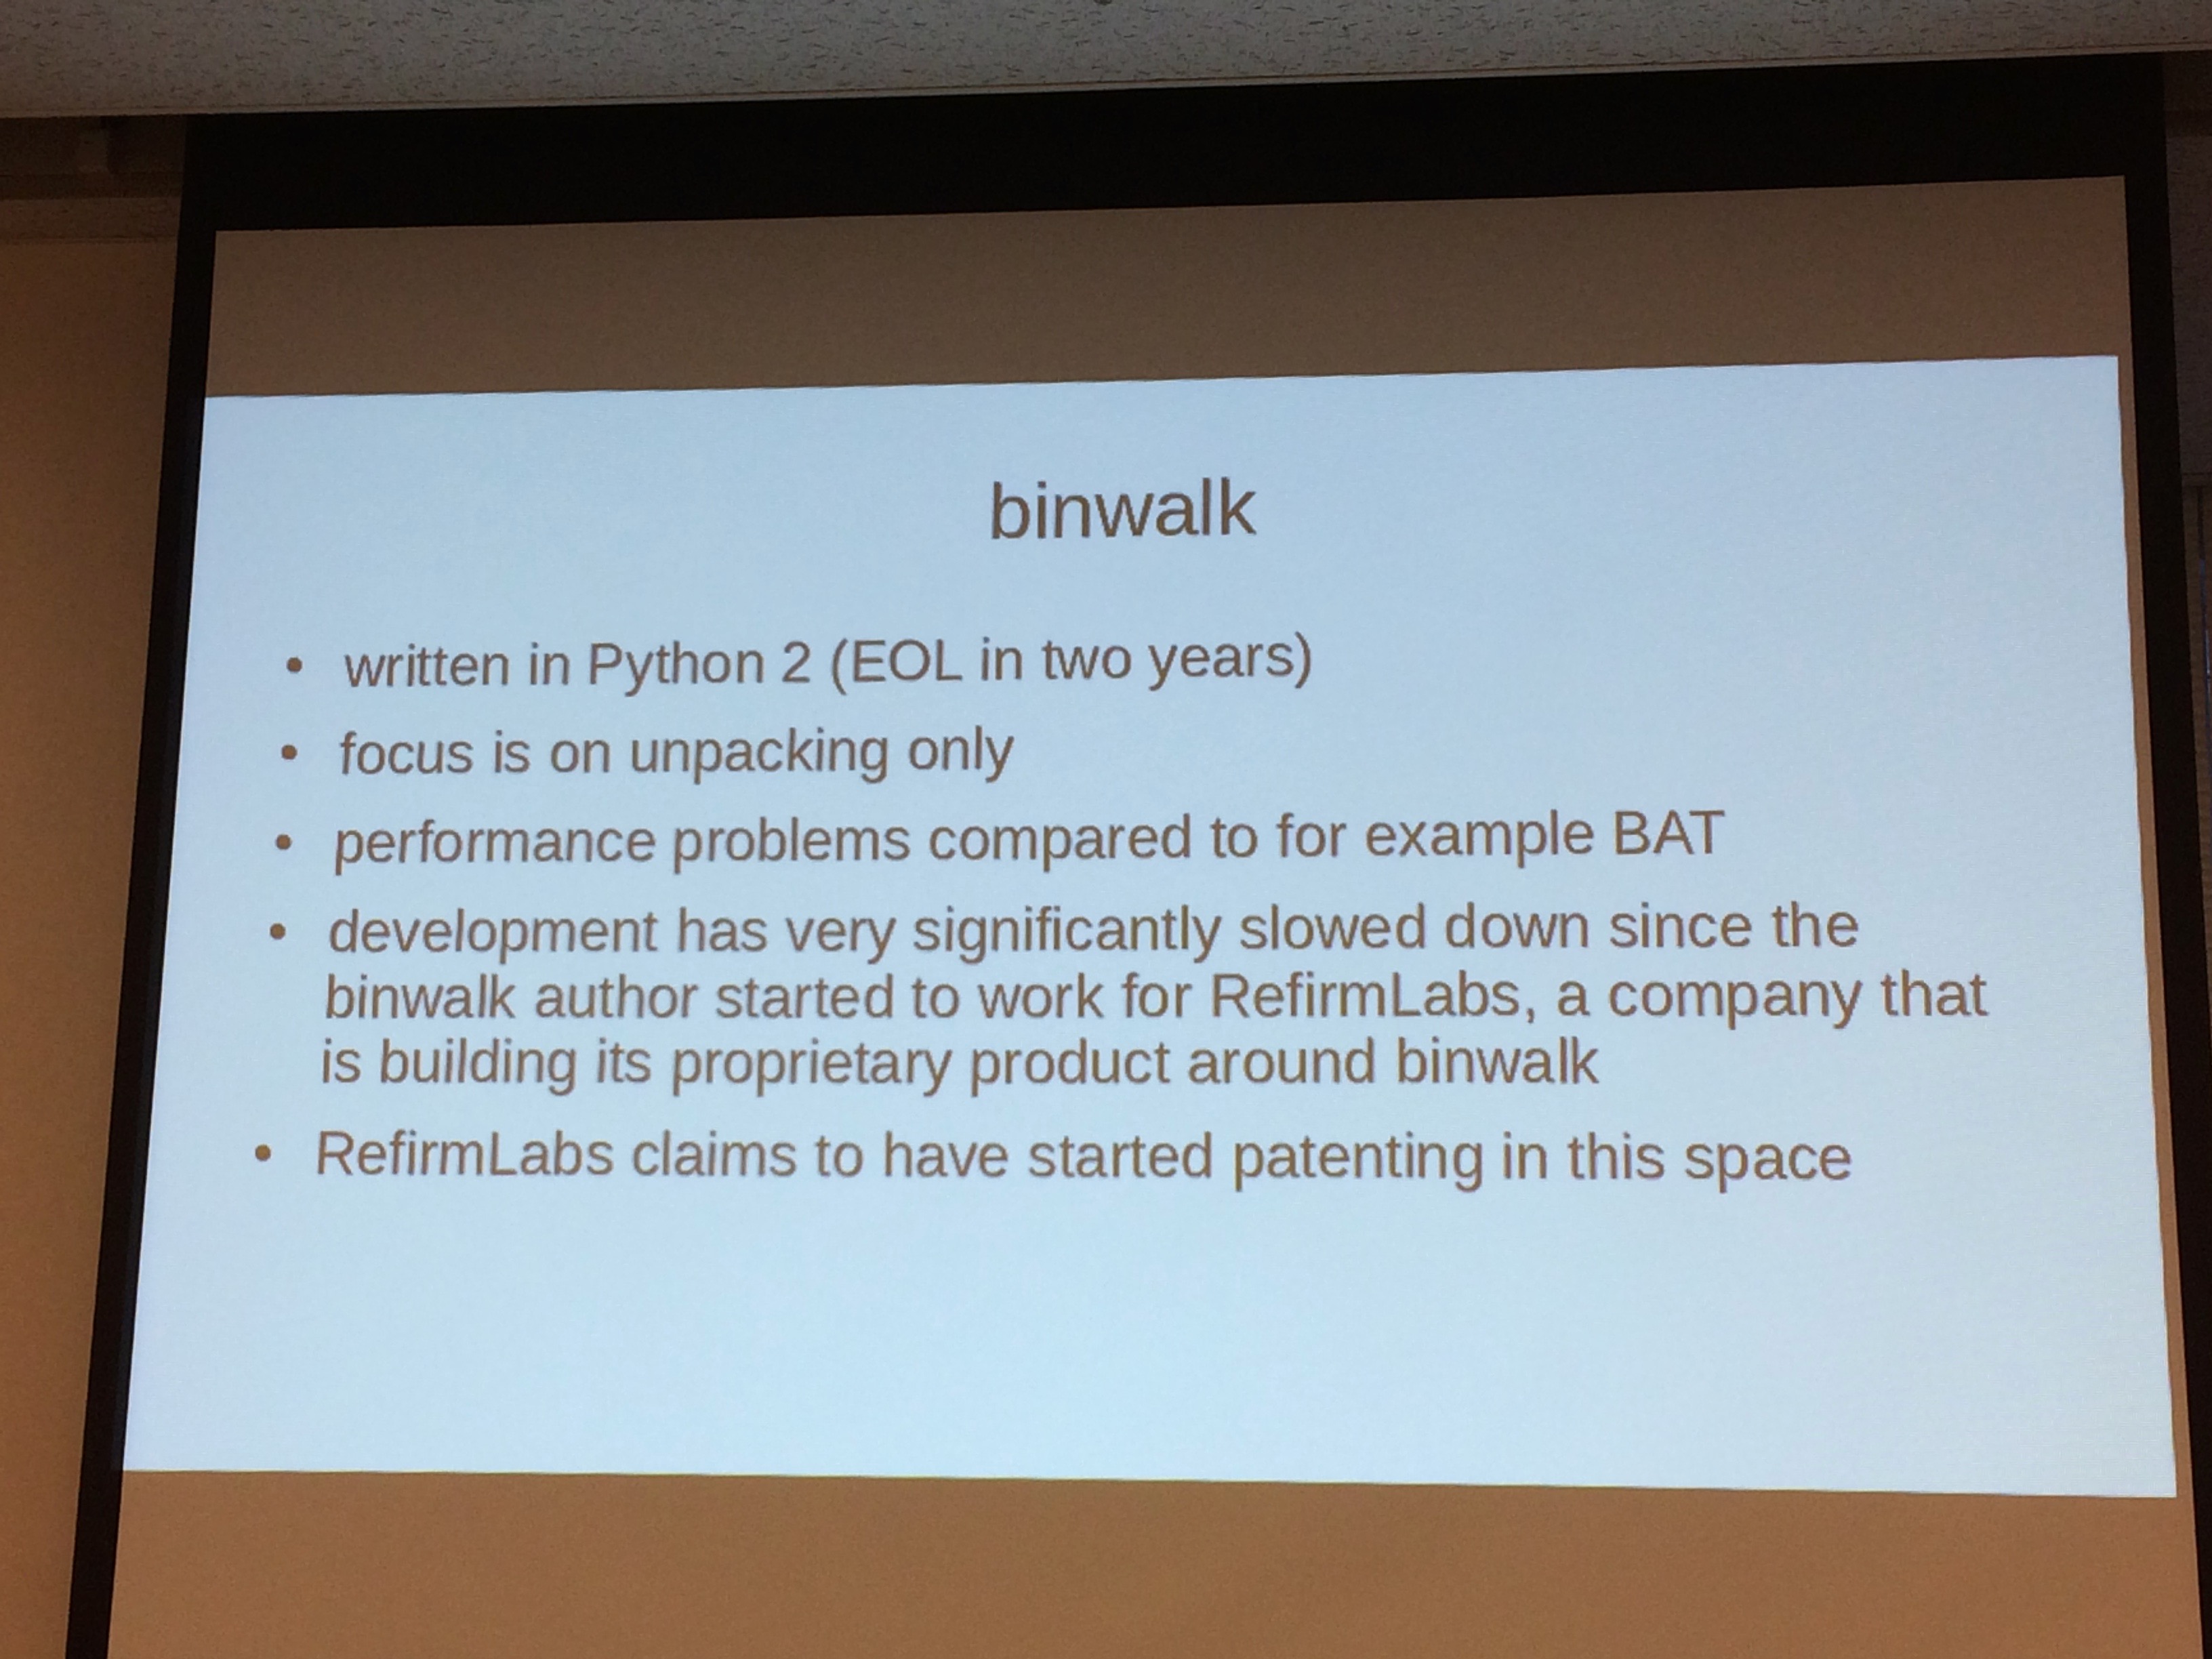 binwalk
• written in Python 2 (EOL in two years)
• focus is on unpacking only
• performance problems compared to for example BAT
• development has very significantly slowed down since the
binwalk author started to work for RefirmLabs, a company that
is building its proprietary product around binwalk
• RefirmLabs claims to have started patenting in this space